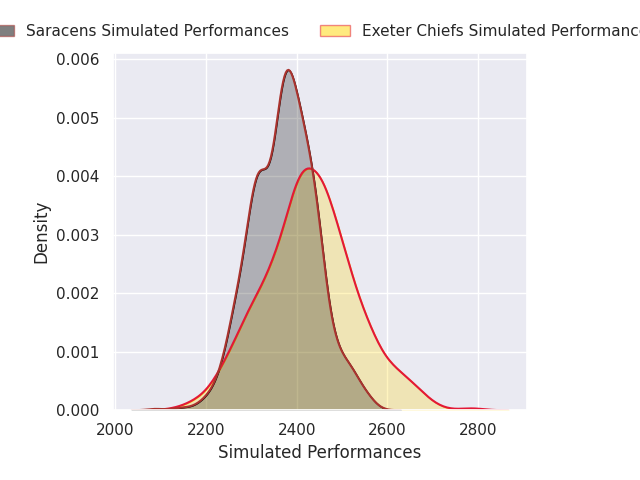 Saracens Simulated Performances
Exeter Chiefs Simulated Performanc
0.006
0.005
0.004
0.003
0.002
0.001
0.000
Density
2000 2200 2400 2600 2800
Simulated Performances